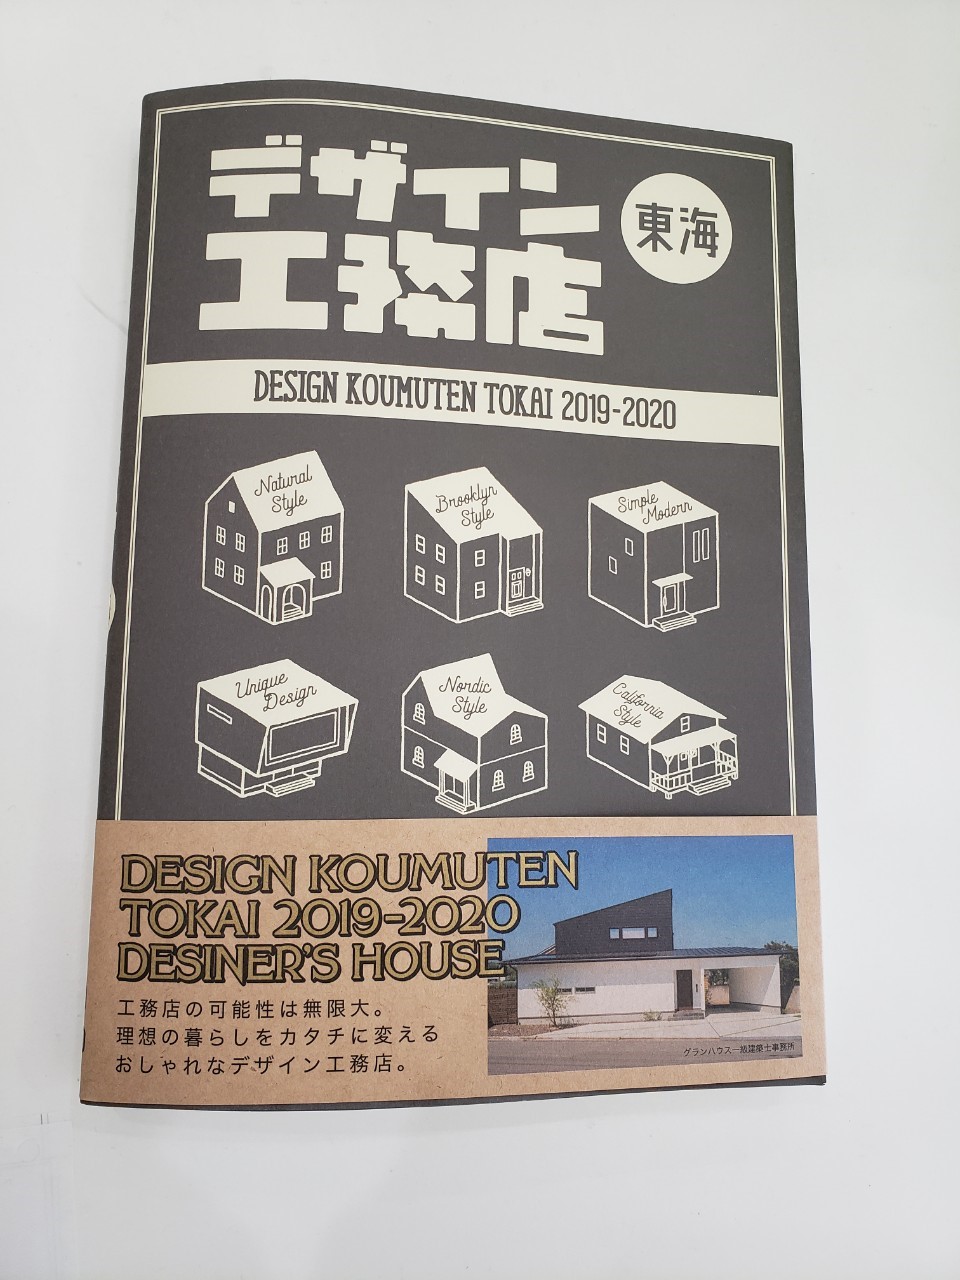 デザイン
工務店
東海
DESIGN KOUMUTEN TOKAI 2019-2020
Natural
Style
Brooklyn
Style
Simple
Modern
Unique
Design
Nordic
Style
California
Style
DESIGN KOUMUTEN
TOKAI 2019-2020
DESINER'S HOUSE
工務店の可能性は無限大。
理想の暮らしをカタチに変える
おしゃれなデザイン工務店。
グランハウス一級建築士事務所